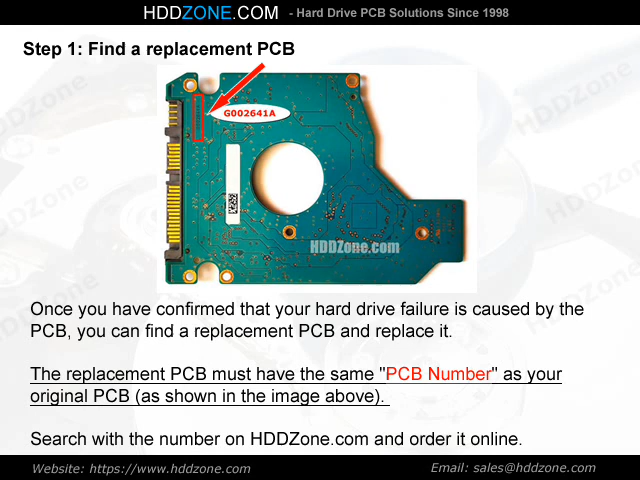 HDDZONE.COM - Hard Drive PCB Solutions Since 1998
Step 1: Find a replacement PCB
G002641A
HDDZone.com
Once you have confirmed that your hard drive failure is caused by the
PCB, you can find a replacement PCB and replace it.
The replacement PCB must have the same "PCB Number" as your
original PCB (as shown in the image above).
Search with the number on HDDZone.com and order it online.
Website: https://www.hddzone.com Email: sales@hddzone.com